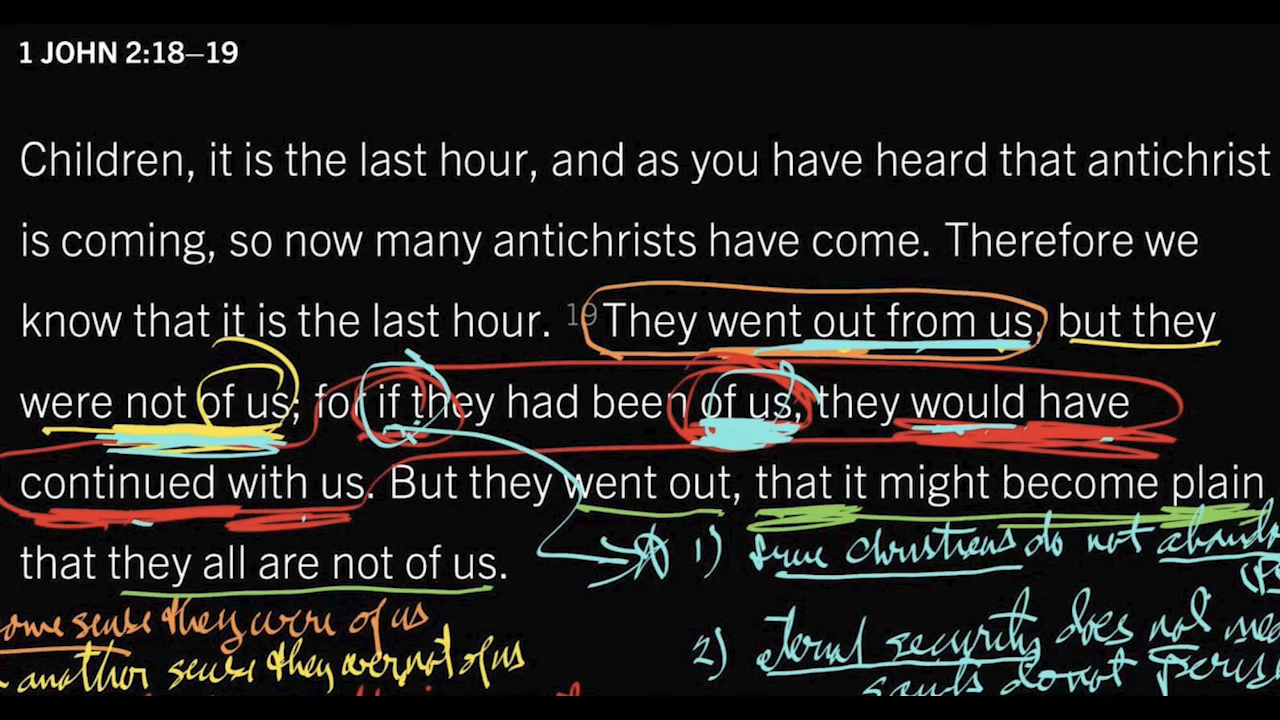 1 JOHN 2:18–19
Children, it is the last hour, and as you have heard that antichrist
is coming, so now many antichrists have come. Therefore we
know that it is the last hour. 19 They went out from us, but they
were not of us; for if they had been of us, they would have
continued with us. But they went out, that it might become plain
that they all are not of us.
1) true Christians do not
sense they were of us
2) eternal security does not
another sense they were not of us
saints do not